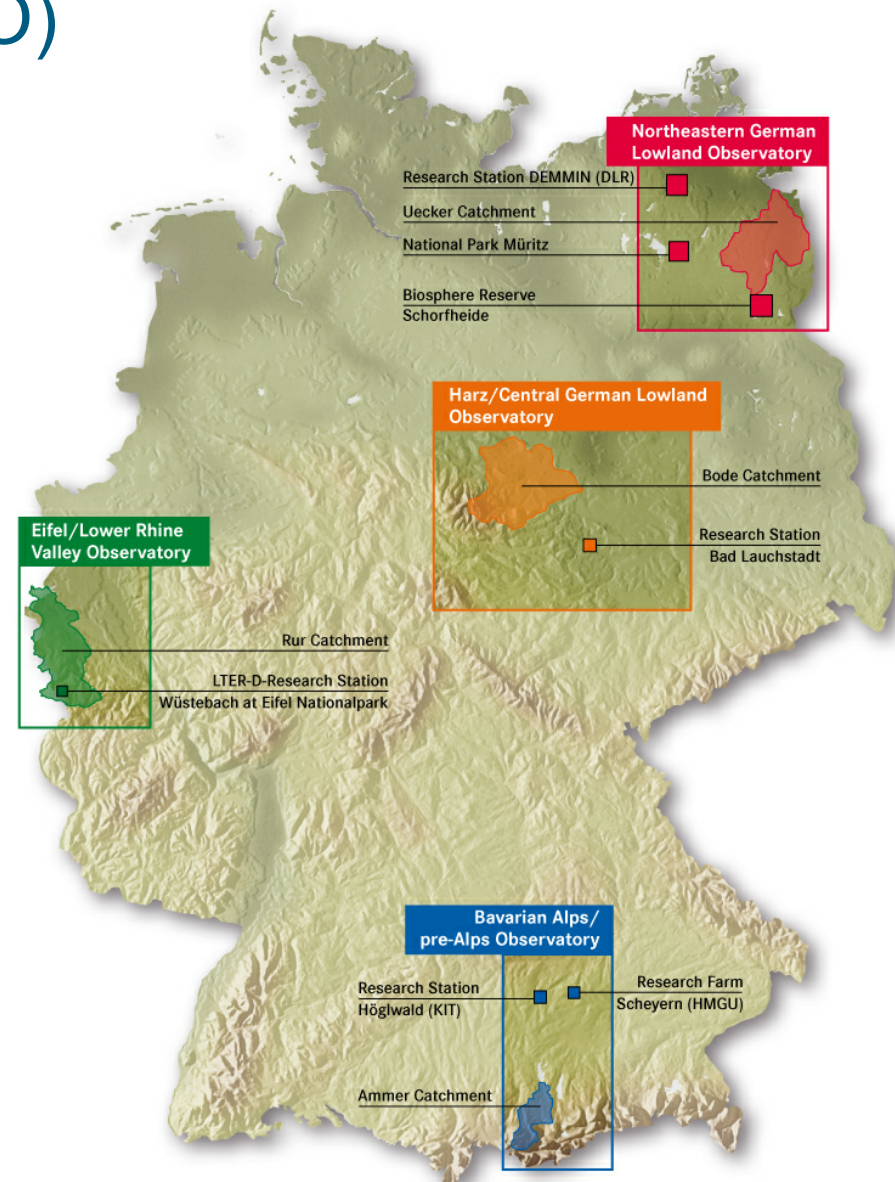 O)
Northeastern German
Lowland Observatory
Research Station DEMMIN (DLR)
Uecker Catchment
National Park Müritz
Biosphere Reserve
Schorfheide
Harz/Central German Lowland
Observatory
Bode Catchment
Research Station
Bad Lauchstadt
Eifel/Lower Rhine
Valley Observatory
Rur Catchment
LTER-D-Research Station
Wüstebach at Eifel Nationalpark
Bavarian Alps/
pre-Alps Observatory
Research Station
Höglwald (KIT)
Research Farm
Scheyern (HMGU)
Ammer Catchment